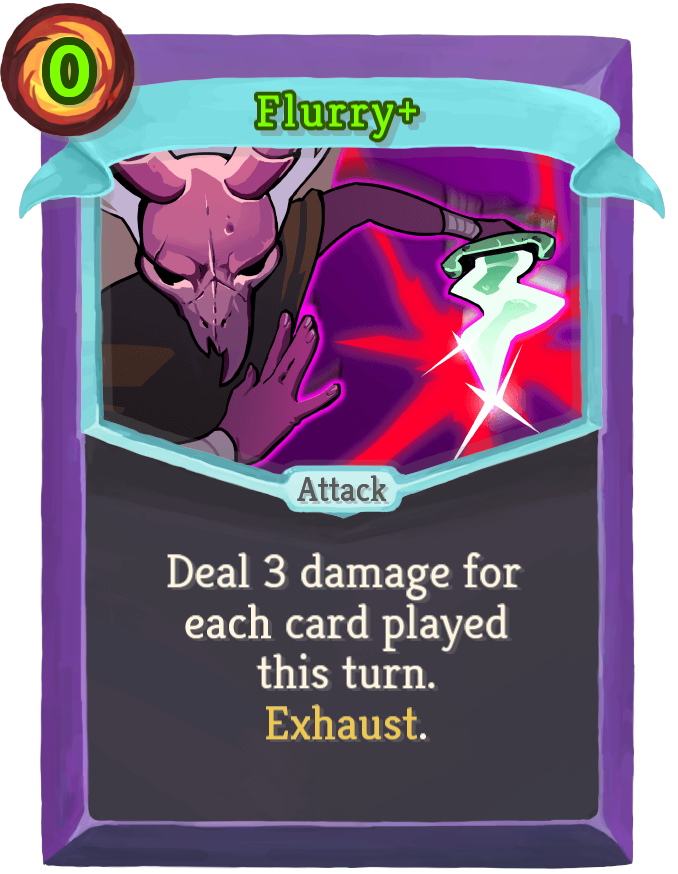 0
Flurry+
Attack
Deal 3 damage for
each card played
this turn.
Exhaust.